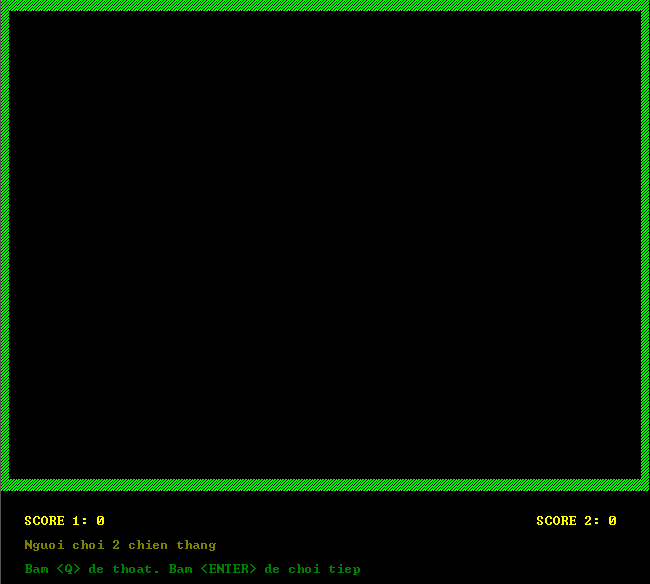 SCORE 1: 0 SCORE 2: 0
Nguoi choi 2 chien thang
Bam <Q> de thoat. Bam <ENTER> de choi tiep